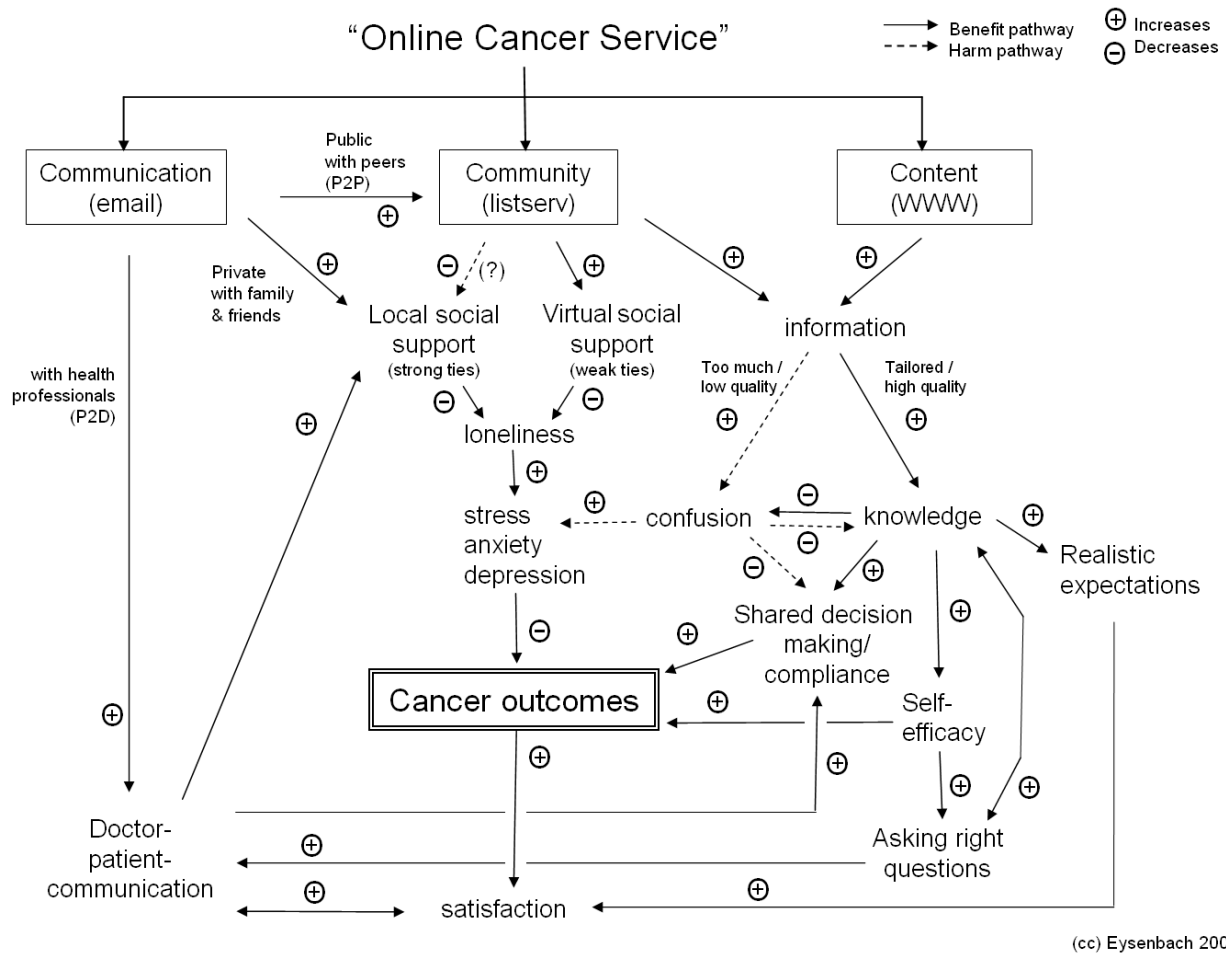 “Online Cancer Service”
Benefit pathway
Harm pathway
+ Increases
− Decreases
Communication
(email)
Public
with peers
(P2P)
+
Community
(listserv)
Content
(WWW)
+
Private
with family
& friends
−
(?)
+
+
+
Local social
support
(strong ties)
Virtual social
support
(weak ties)
information
with health
professionals
(P2D)
+
−
−
Too much /
low quality
+
Tailored /
high quality
+
loneliness
+
stress
anxiety
depression
+
confusion
−
−
knowledge
+
Realistic
expectations
−
+
+
−
+
Shared decision
making/
compliance
Cancer outcomes
+
Self-
efficacy
+
+
+
+
+
Doctor-
patient-
communication
+
Asking right
questions
+
satisfaction
+
(cc) Eysenbach 200